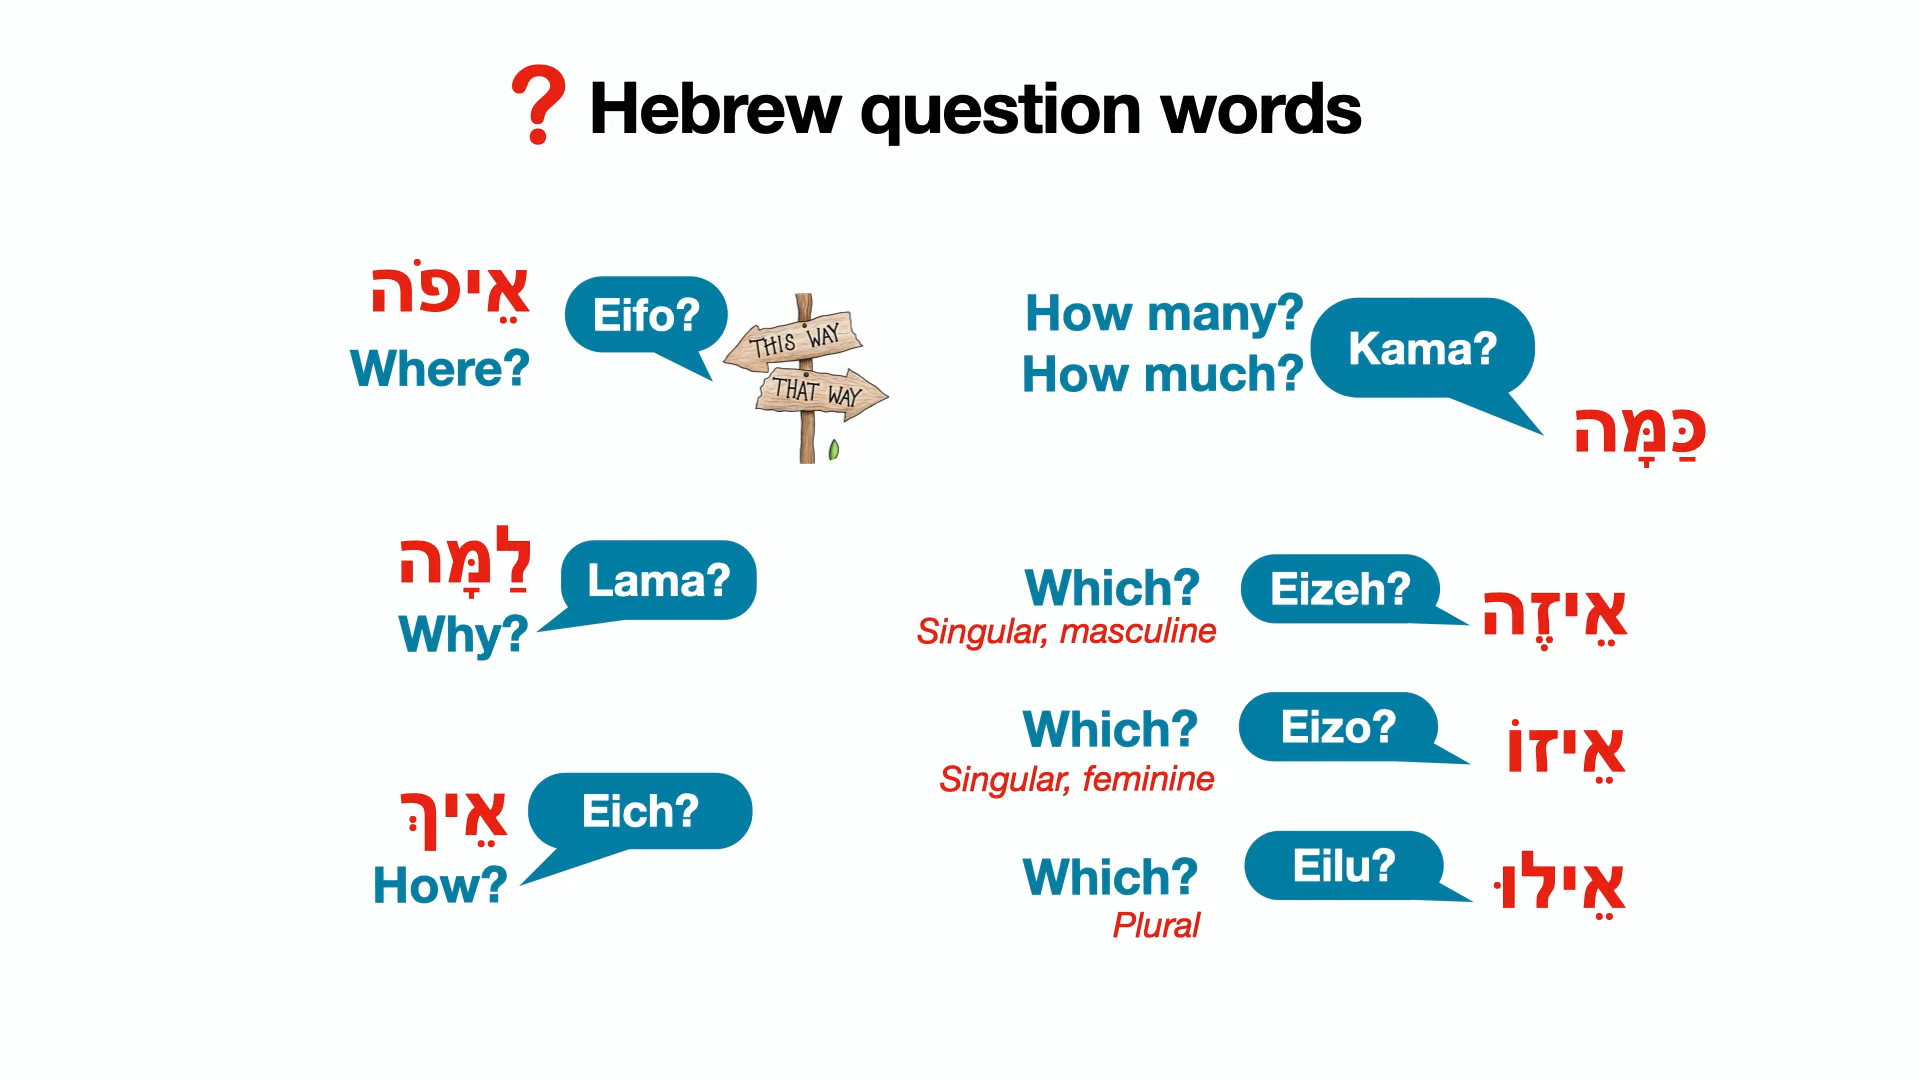 ? Hebrew question words
אֵיפֹה
Eifo?
Where?
THIS WAY
THAT WAY
לַמָּה
Lama?
Why?
אֵיךְ
Eich?
How?
How many?
How much?
Kama?
כַּמָּה
Which?
Singular, masculine
Eizeh?
אֵיזֶה
Which?
Singular, feminine
Eizo?
אֵיזוֹ
Which?
Plural
Eilu?
אֵילוּ